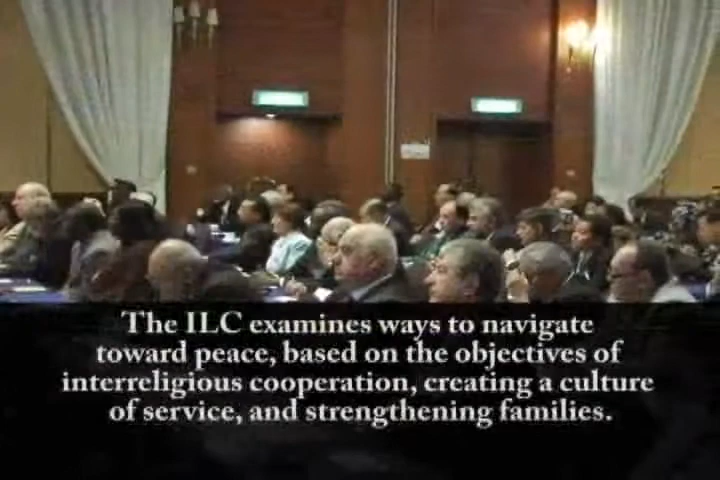 The ILC examines ways to navigate
toward peace, based on the objectives of
interreligious cooperation, creating a culture
of service, and strengthening families.